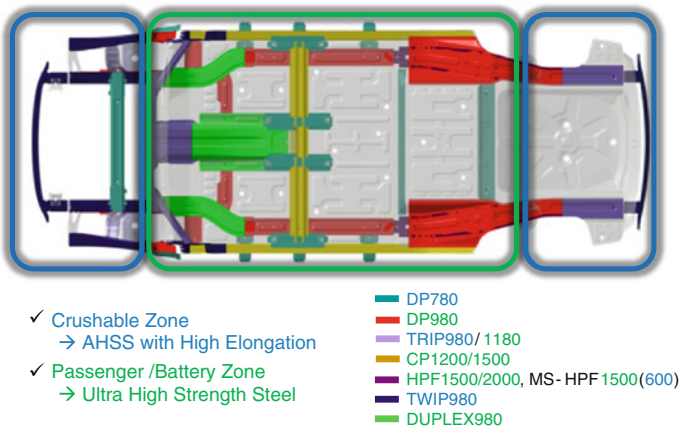 ✓ Crushable Zone
→ AHSS with High Elongation
✓ Passenger /Battery Zone
→ Ultra High Strength Steel
DP780
DP980
TRIP980/ 1180
CP1200/1500
HPF1500/2000, MS-HPF1500(600)
TWIP980
DUPLEX980